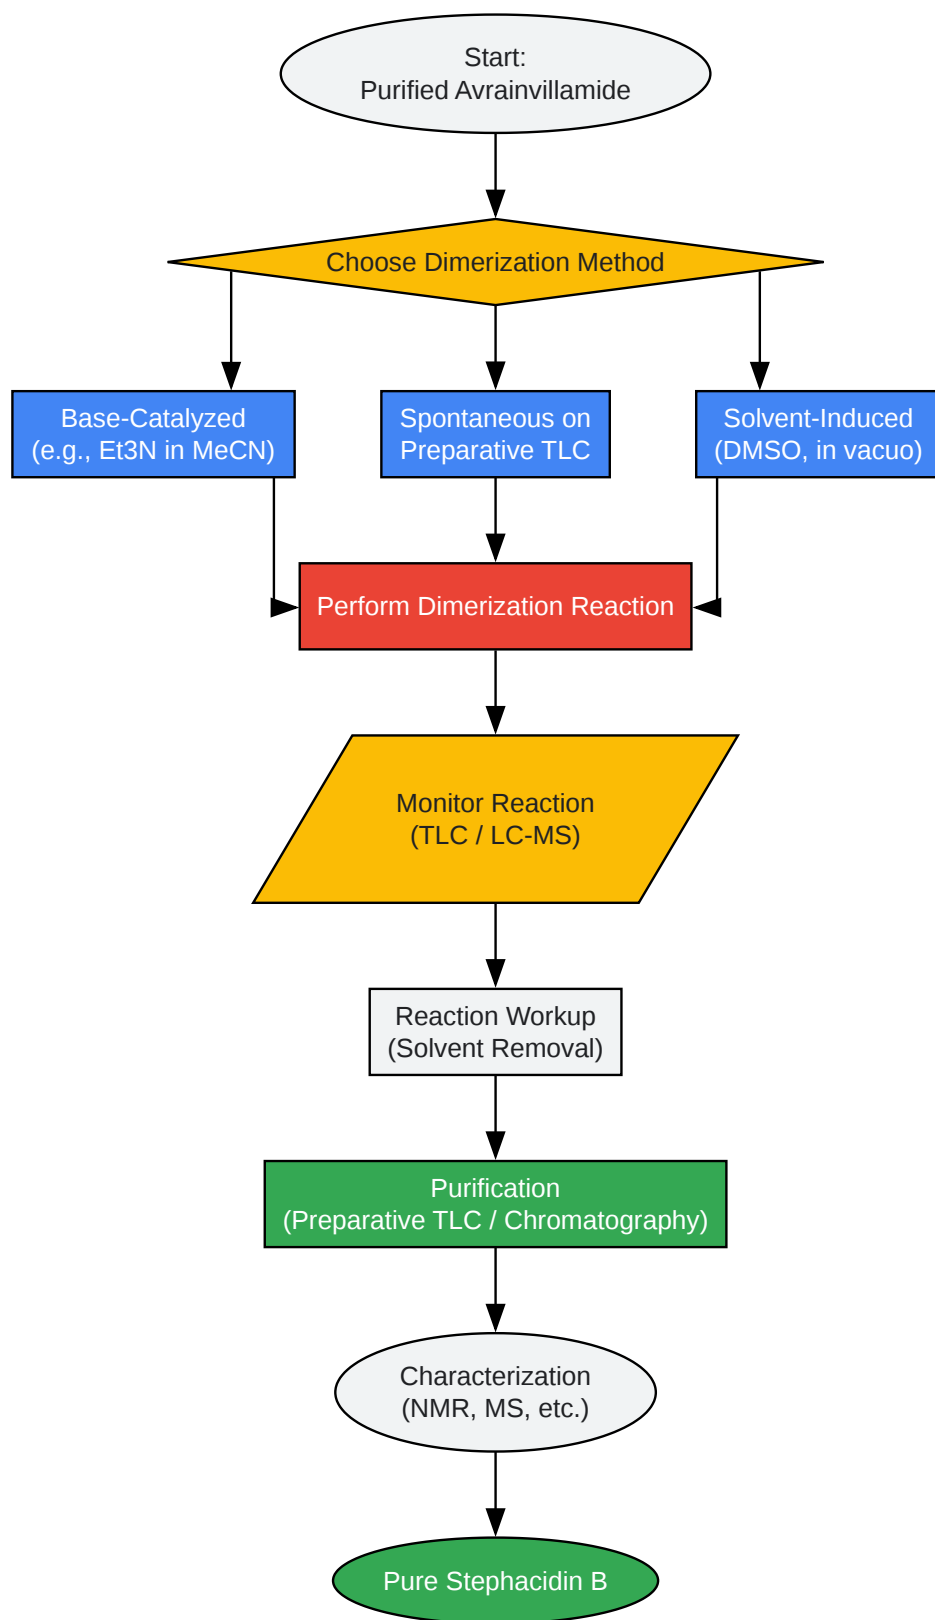 Start:
Purified Avrainvillamide
Choose Dimerization Method
Base-Catalyzed
(e.g., Et3N in MeCN)
Spontaneous on
Preparative TLC
Solvent-Induced
(DMSO, in vacuo)
Perform Dimerization Reaction
Monitor Reaction
(TLC / LC-MS)
Reaction Workup
(Solvent Removal)
Purification
(Preparative TLC / Chromatography)
Characterization
(NMR, MS, etc.)
Pure Stephacidin B